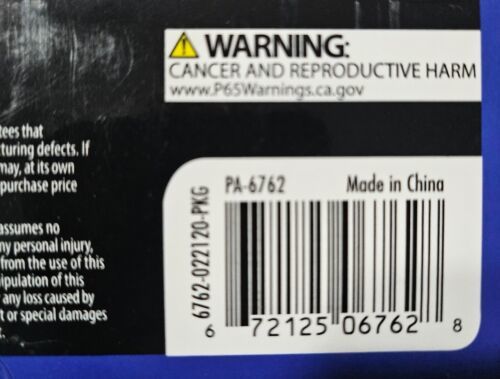 WARNING:
CANCER AND REPRODUCTIVE HARM
www.P65Warnings.ca.gov
tees that
turing defects. If
may, at its own
purchase price
assumes no
ny personal injury,
from the use of this
nipulation of this
any loss caused by
t or special damages
PA-6762 Made in China
6762-022120-PKG
6 72125 06762 8